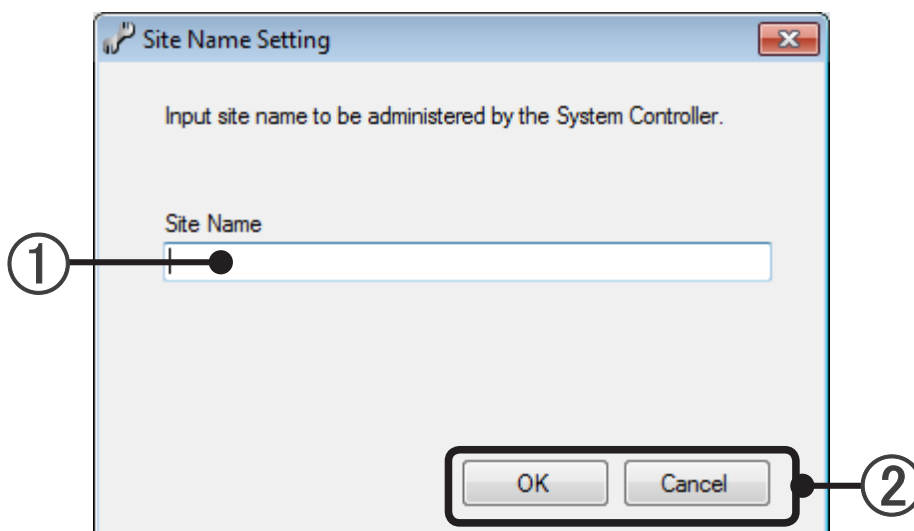 Site Name Setting
Input site name to be administered by the System Controller.
Site Name
①
OK Cancel
②